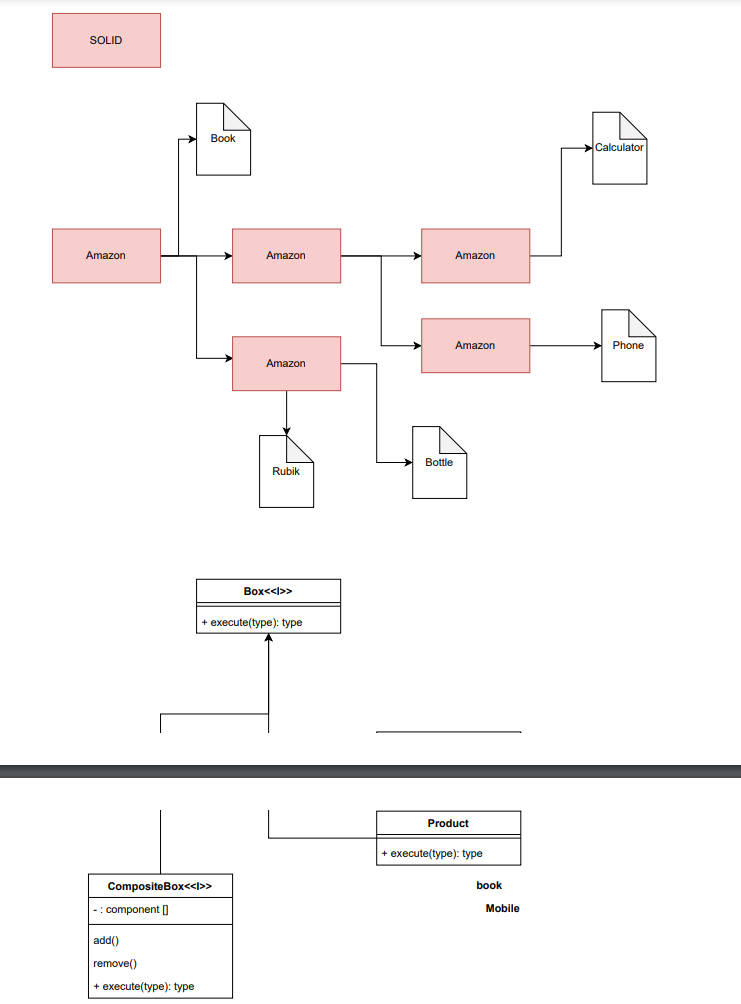 SOLID
Book
Calculator
Amazon
Amazon
Amazon
Amazon
Amazon
Phone
Rubik
Bottle
Box<<I>>
+ execute(type): type
Product
+ execute(type): type
book
Mobile
CompositeBox<<I>>
- : component []
add()
remove()
+ execute(type): type